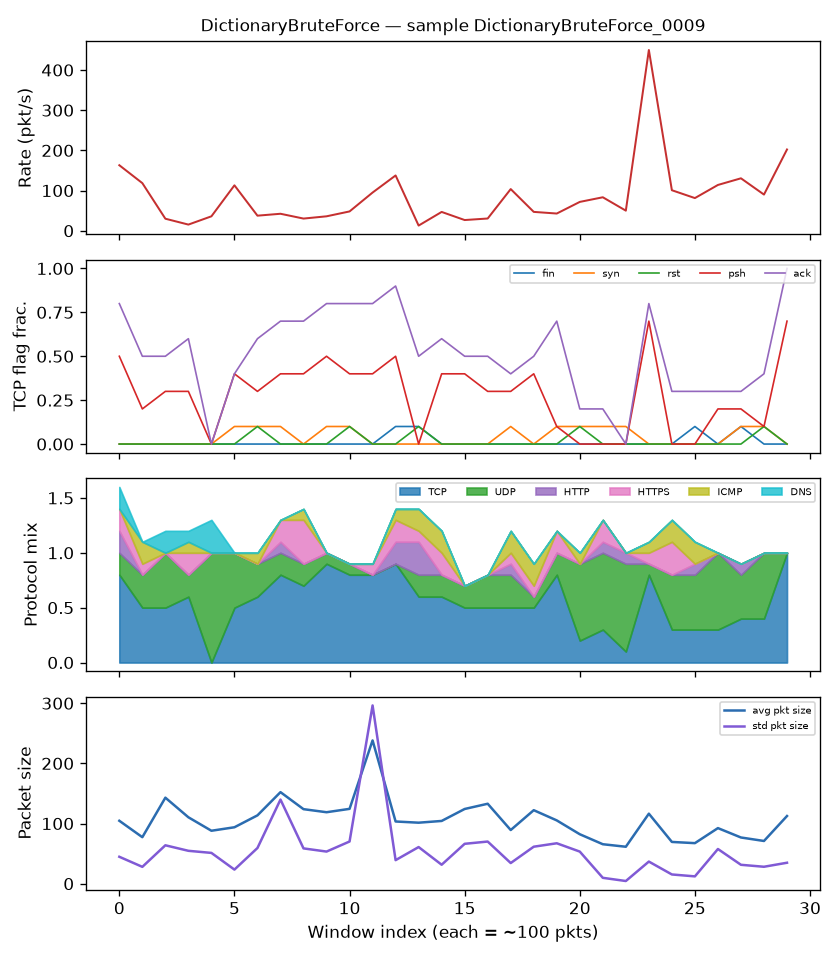 DictionaryBruteForce — sample DictionaryBruteForce_0009
Rate (pkt/s)
400
300
200
100
0
TCP flag frac.
1.00
0.75
0.50
0.25
0.00
fin syn rst psh ack
Protocol mix
1.5
1.0
0.5
0.0
TCP UDP HTTP HTTPS ICMP DNS
Packet size
300
200
100
0
avg pkt size
std pkt size
0 5 10 15 20 25 30
Window index (each = ~100 pkts)